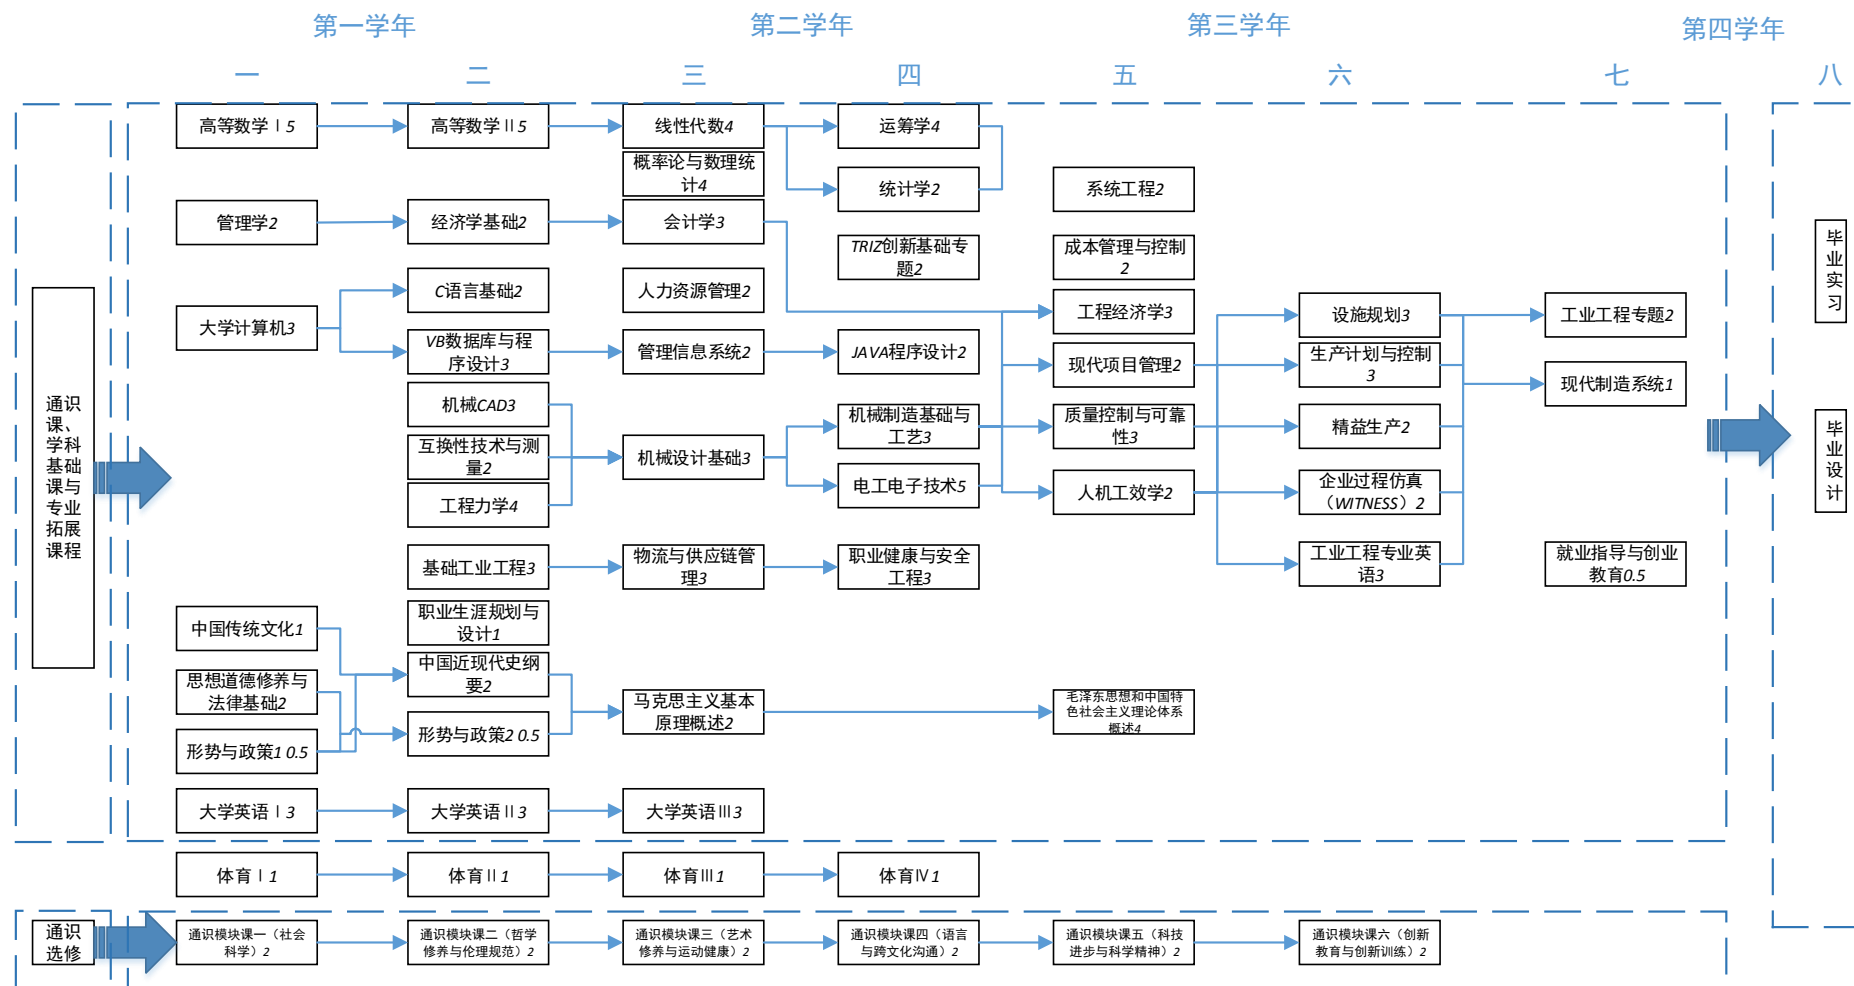 第一学年
第二学年
第三学年
第四学年
一
二
三
四
五
六
七
八
通识
课、
学科
基础
课与
专业
拓展
课程
高等数学Ⅰ5
高等数学Ⅱ5
线性代数4
运筹学4
概率论与数理统
计4
统计学2
系统工程2
管理学2
经济学基础2
会计学3
TRIZ创新基础专
题2
成本管理与控制
2
C语言基础2
人力资源管理2
工程经济学3
设施规划3
工业工程专题2
大学计算机3
VB数据库与程
序设计3
管理信息系统2
JAVA程序设计2
现代项目管理2
生产计划与控制
3
现代制造系统1
机械CAD3
机械制造基础与
工艺3
质量控制与可靠
性3
精益生产2
互换性技术与测
量2
机械设计基础3
工程力学4
电工电子技术5
人机工效学2
企业过程仿真
（WITNESS）2
基础工业工程3
物流与供应链管
理3
职业健康与安全
工程3
工业工程专业英
语3
就业指导与创业
教育0.5
中国传统文化1
职业生涯规划与
设计1
思想道德修养与
法律基础2
中国近现代史纲
要2
马克思主义基本
原理概述2
毛泽东思想和中国特
色社会主义理论体系
概述4
形势与政策1 0.5
形势与政策2 0.5
大学英语Ⅰ3
大学英语Ⅱ3
大学英语Ⅲ3
体育Ⅰ1
体育Ⅱ1
体育Ⅲ1
体育Ⅳ1
通识
选修
通识模块课一（社会
科学）2
通识模块课二（哲学
修养与伦理规范）2
通识模块课三（艺术
修养与运动健康）2
通识模块课四（语言
与跨文化沟通）2
通识模块课五（科技
进步与科学精神）2
通识模块课六（创新
教育与创新训练）2
毕
业
实
习
毕
业
设
计